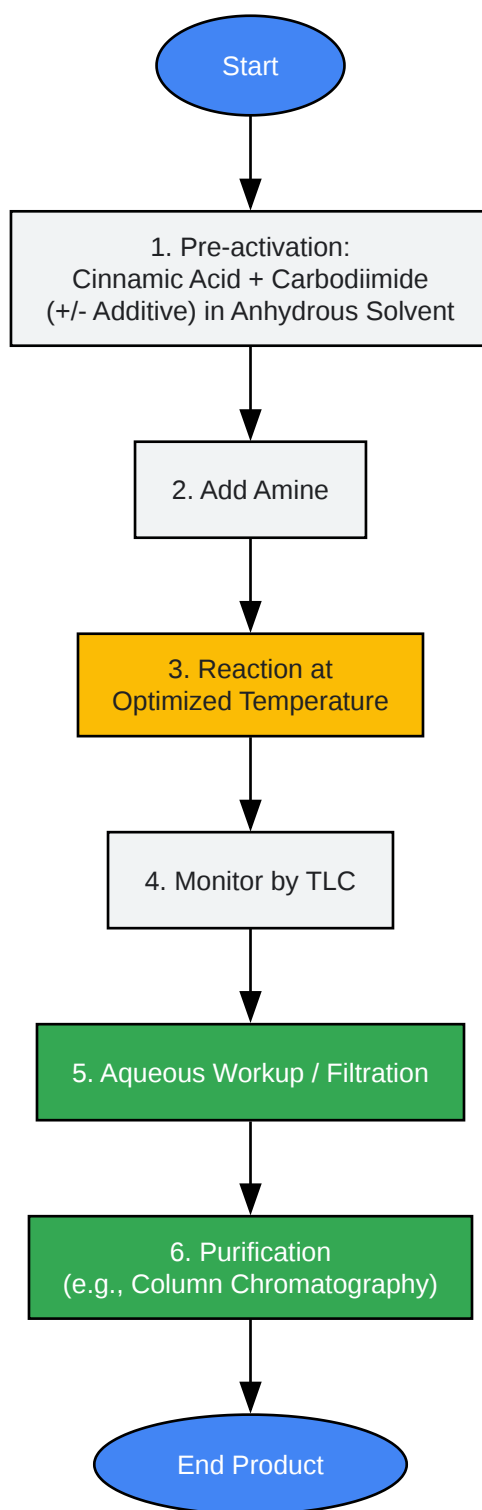 Start
1. Pre-activation:
Cinnamic Acid + Carbodiimide
(+/- Additive) in Anhydrous Solvent
2. Add Amine
3. Reaction at
Optimized Temperature
4. Monitor by TLC
5. Aqueous Workup / Filtration
6. Purification
(e.g., Column Chromatography)
End Product